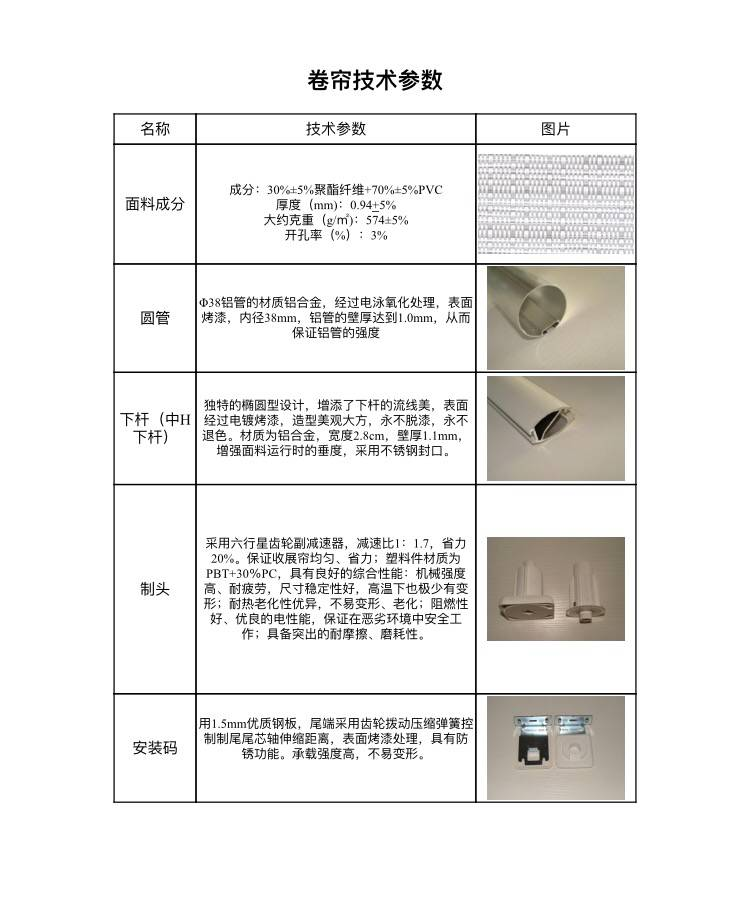 卷帘技术参数
名称 技术参数 图片
面料成分
成分：30%±5%聚酯纤维+70%±5%PVC
厚度（mm)：0.94±5%
大约克重（g/㎡)：574±5%
开孔率（%）：3%
圆管
Φ38铝管的材质铝合金，经过电泳氧化处理，表面
烤漆，内径38mm，铝管的壁厚达到1.0mm，从而
保证铝管的强度
下杆（中H
下杆）
独特的椭圆型设计，增添了下杆的流线美，表面
经过电镀烤漆，造型美观大方，永不脱漆，永不
退色。材质为铝合金，宽度2.8cm，壁厚1.1mm，
增强面料运行时的垂度，采用不锈钢封口。
制头
采用六行星齿轮副减速器，减速比1：1.7，省力
20%。保证收展帘均匀、省力；塑料件材质为
PBT+30%PC，具有良好的综合性能：机械强度
高、耐疲劳，尺寸稳定性好，高温下也极少有变
形；耐热老化性优异，不易变形、老化；阻燃性
好、优良的电性能，保证在恶劣环境中安全工
作；具备突出的耐摩擦、磨耗性。
安装码
用1.5mm优质钢板，尾端采用齿轮拨动压缩弹簧控
制制尾尾芯轴伸缩距离，表面烤漆处理，具有防
锈功能。承载强度高，不易变形。